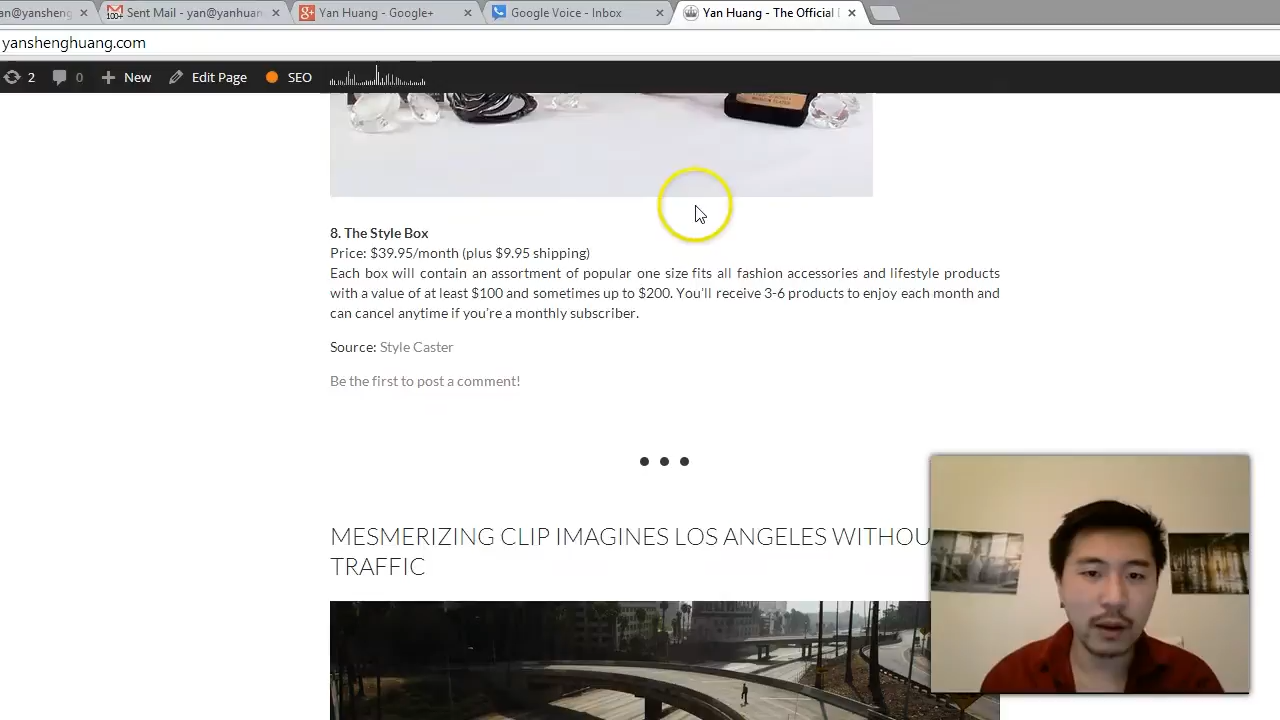 an@yansheng
Sent Mail - yan@yanhuan
Yan Huang - Google+
Google Voice - Inbox
Yan Huang - The Official
yanshenghuang.com
2
0
New
Edit Page
SEO
8. The Style Box
Price: $39.95/month (plus $9.95 shipping)
Each box will contain an assortment of popular one size fits all fashion accessories and lifestyle products
with a value of at least $100 and sometimes up to $200. You'll receive 3-6 products to enjoy each month and
can cancel anytime if you're a monthly subscriber.
Source: Style Caster
Be the first to post a comment!
MESMERIZING CLIP IMAGINES LOS ANGELES WITHOU
TRAFFIC